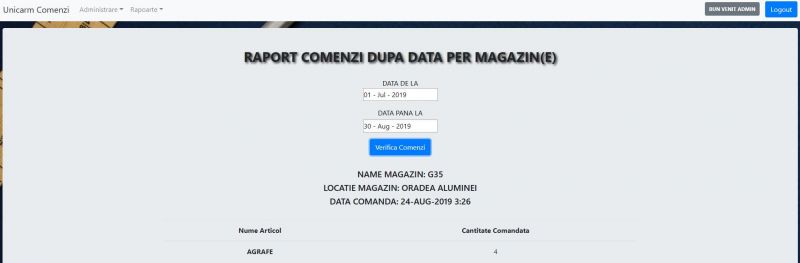 Unicarm Comenzi Administrare Rapoarte BUN VENIT ADMIN Logout
RAPORT COMENZI DUPA DATA PER MAGAZIN(E)
DATA DE LA
01 - Jul - 2019
DATA PANA LA
30 - Aug - 2019
Verifica Comenzi
NAME MAGAZIN: G35
LOCATIE MAGAZIN: ORADEA ALUMINEI
DATA COMANDA: 24-AUG-2019 3:26
Nume Articol Cantitate Comandata
AGRAFE 4